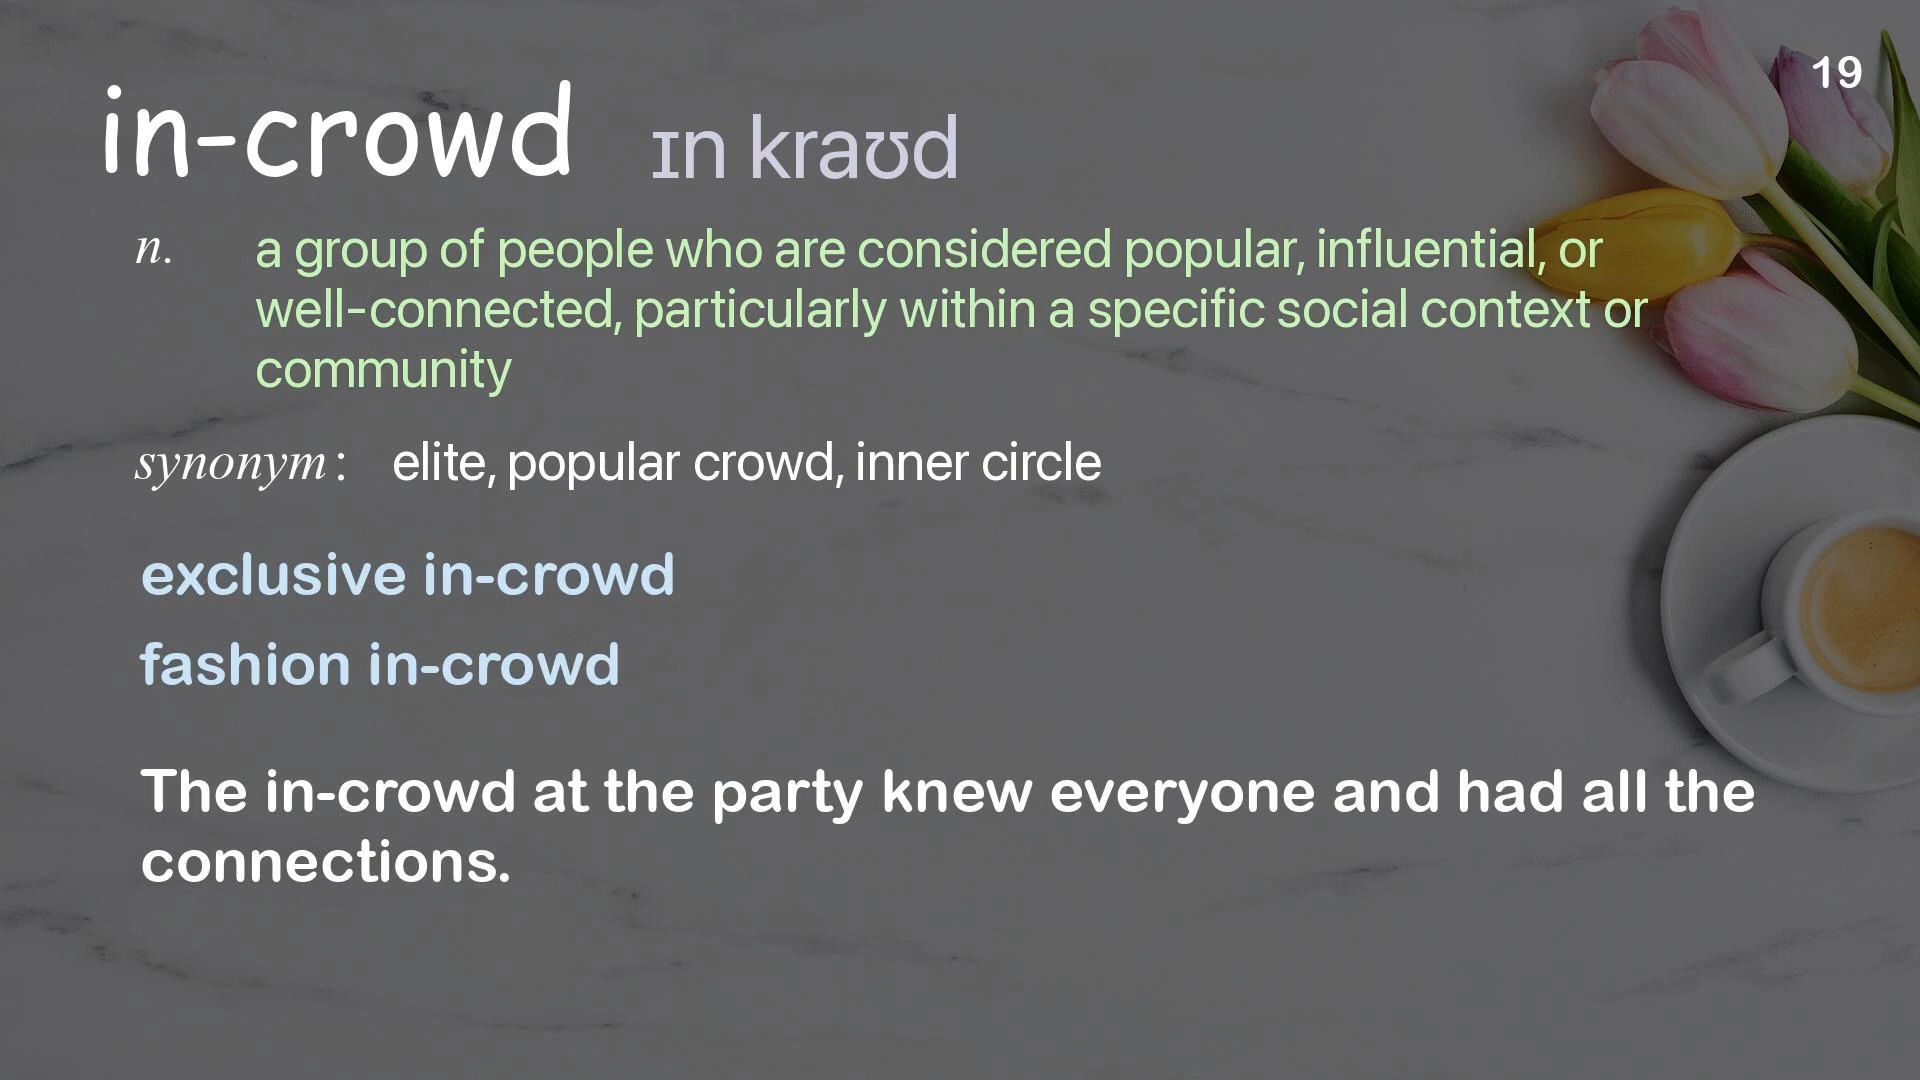 19
in-crowd ɪn kraʊd
n. a group of people who are considered popular, influential, or
well-connected, particularly within a specific social context or
community
synonym: elite, popular crowd, inner circle
exclusive in-crowd
fashion in-crowd
The in-crowd at the party knew everyone and had all the
connections.